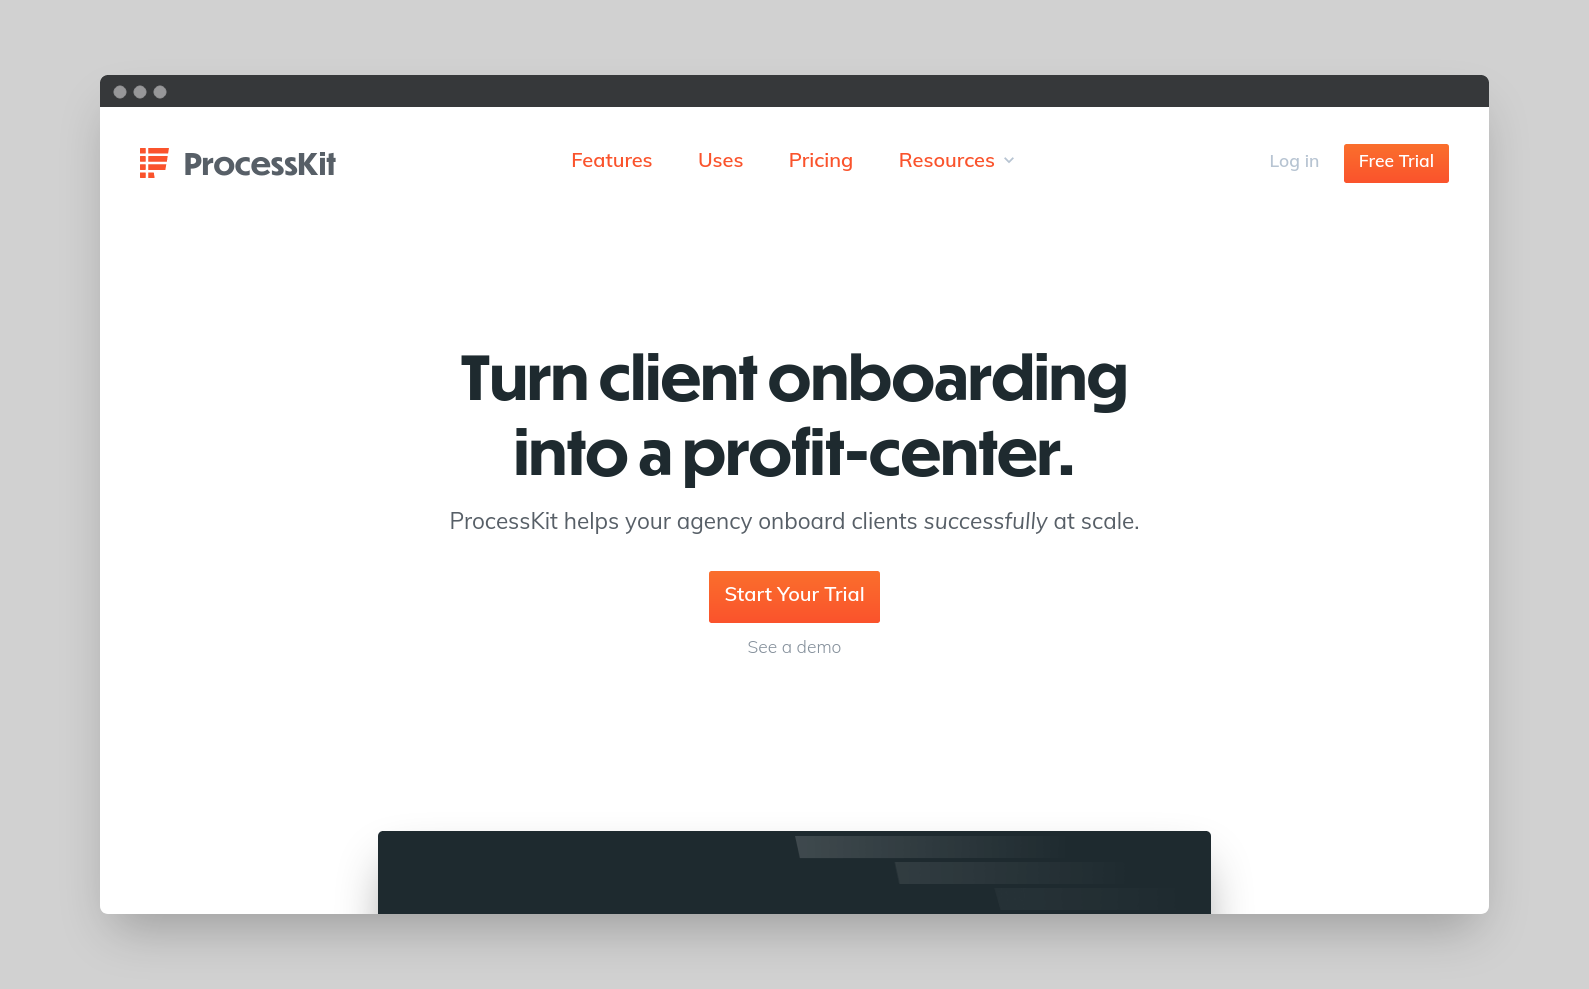 ProcessKit
Features Uses Pricing Resources
Log in Free Trial
Turn client onboarding
into a profit-center.
ProcessKit helps your agency onboard clients successfully at scale.
Start Your Trial
See a demo